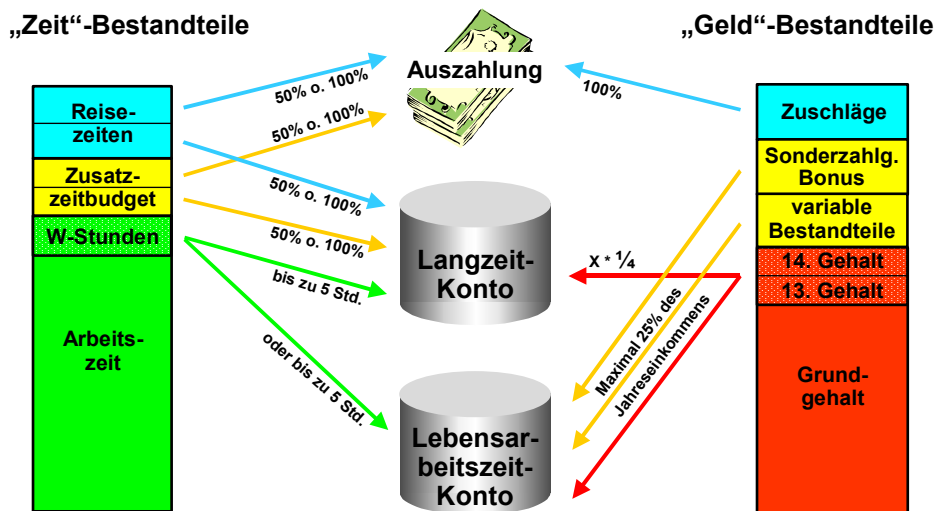 „Zeit“-Bestandteile
„Geld“-Bestandteile
Reise-
zeiten
Zusatz-
zeitbudget
W-Stunden
Arbeits-
zeit
50% o. 100%
50% o. 100%
50% o. 100%
50% o. 100%
bis zu 5 Std.
oder bis zu 5 Std.
Auszahlung
Langzeit-
Konto
Lebensar-
beitszeit-
Konto
100%
x * ¼
Maximal 25% des
Jahreseinkommens
Zuschläge
Sonderzahlg.
Bonus
variable
Bestandteile
14. Gehalt
13. Gehalt
Grund-
gehalt